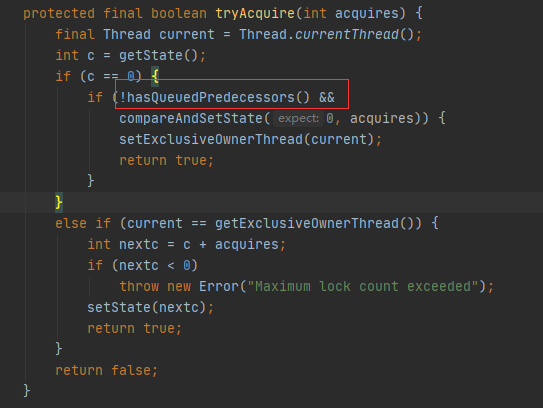 protected final boolean tryAcquire(int acquires) {
final Thread current = Thread.currentThread();
int c = getState();
if (c == 0) {
if (!hasQueuedPredecessors() &&
compareAndSetState( expect: 0, acquires)) {
setExclusiveOwnerThread(current);
return true;
}
}
else if (current == getExclusiveOwnerThread()) {
int nextc = c + acquires;
if (nextc < 0)
throw new Error("Maximum lock count exceeded");
setState(nextc);
return true;
}
return false;
}